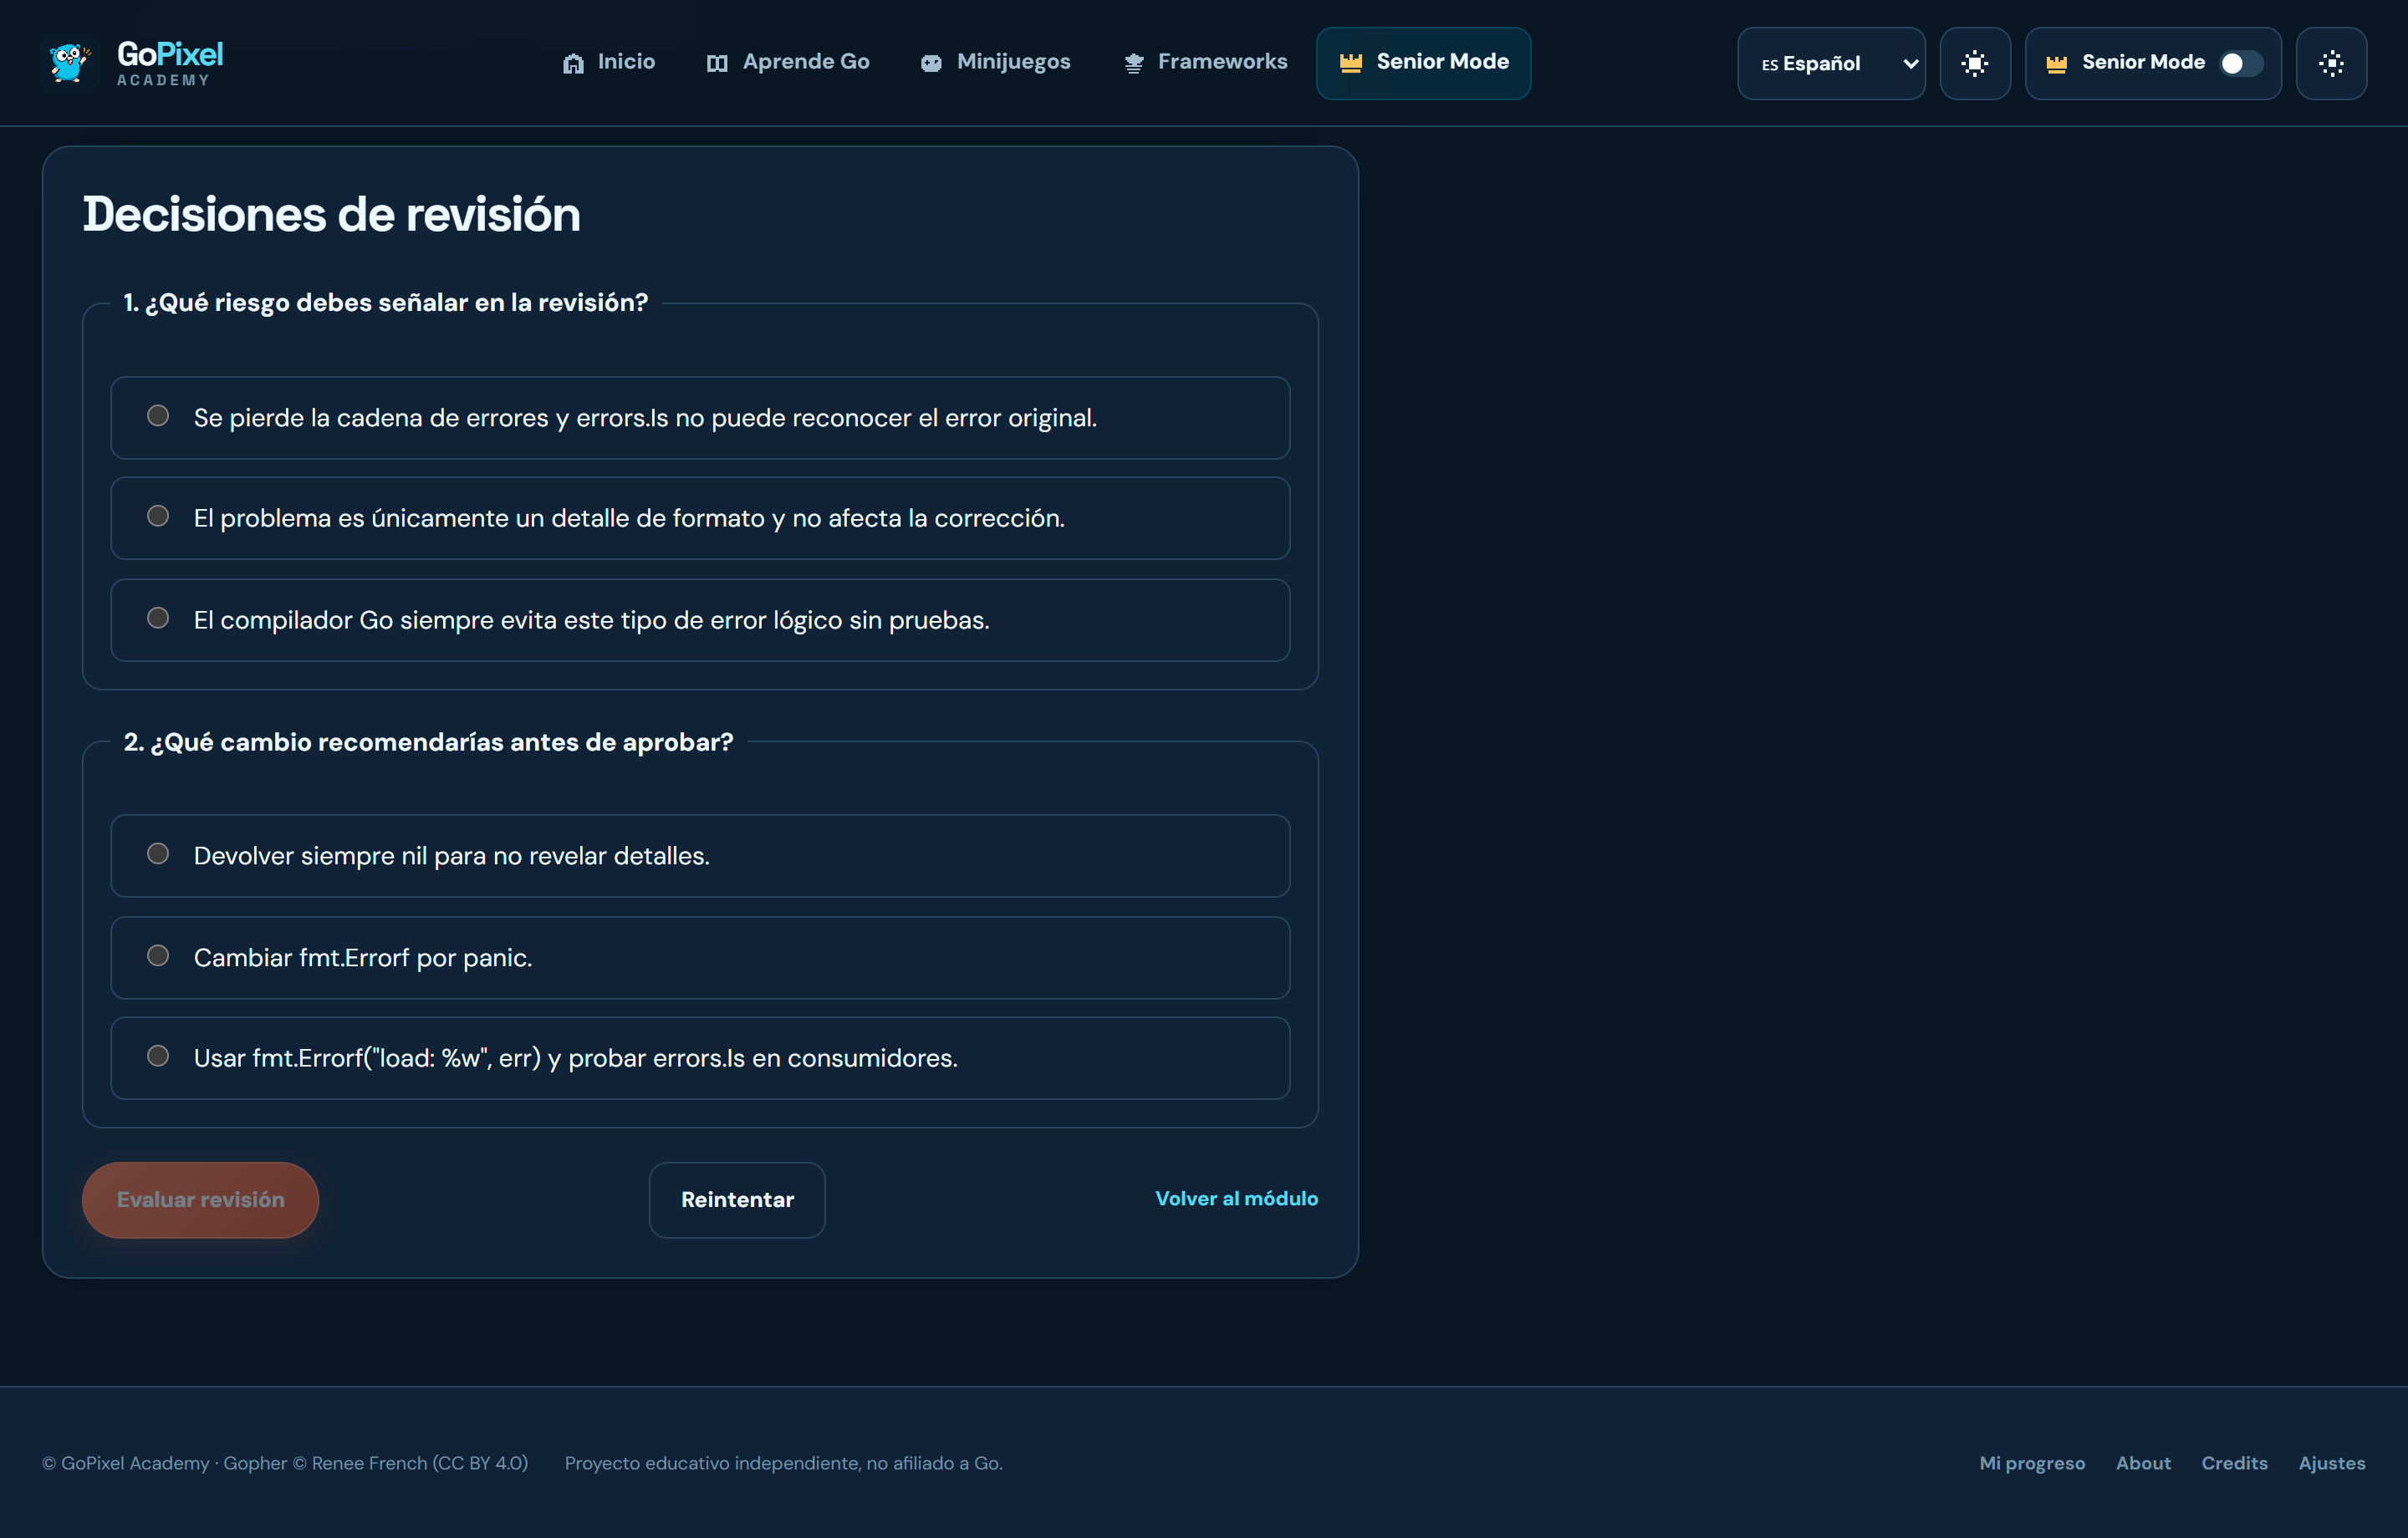 GoPixel
ACADEMY
Inicio
Aprende Go
Minijuegos
Frameworks
Senior Mode
ES Español
Senior Mode
Decisiones de revisión
1. ¿Qué riesgo debes señalar en la revisión?
Se pierde la cadena de errores y errors.Is no puede reconocer el error original.
El problema es únicamente un detalle de formato y no afecta la corrección.
El compilador Go siempre evita este tipo de error lógico sin pruebas.
2. ¿Qué cambio recomendarías antes de aprobar?
Devolver siempre nil para no revelar detalles.
Cambiar fmt.Errorf por panic.
Usar fmt.Errorf("load: %w", err) y probar errors.Is en consumidores.
Evaluar revisión
Reintentar
Volver al módulo
© GoPixel Academy · Gopher © Renee French (CC BY 4.0)
Proyecto educativo independiente, no afiliado a Go.
Mi progreso
About
Credits
Ajustes